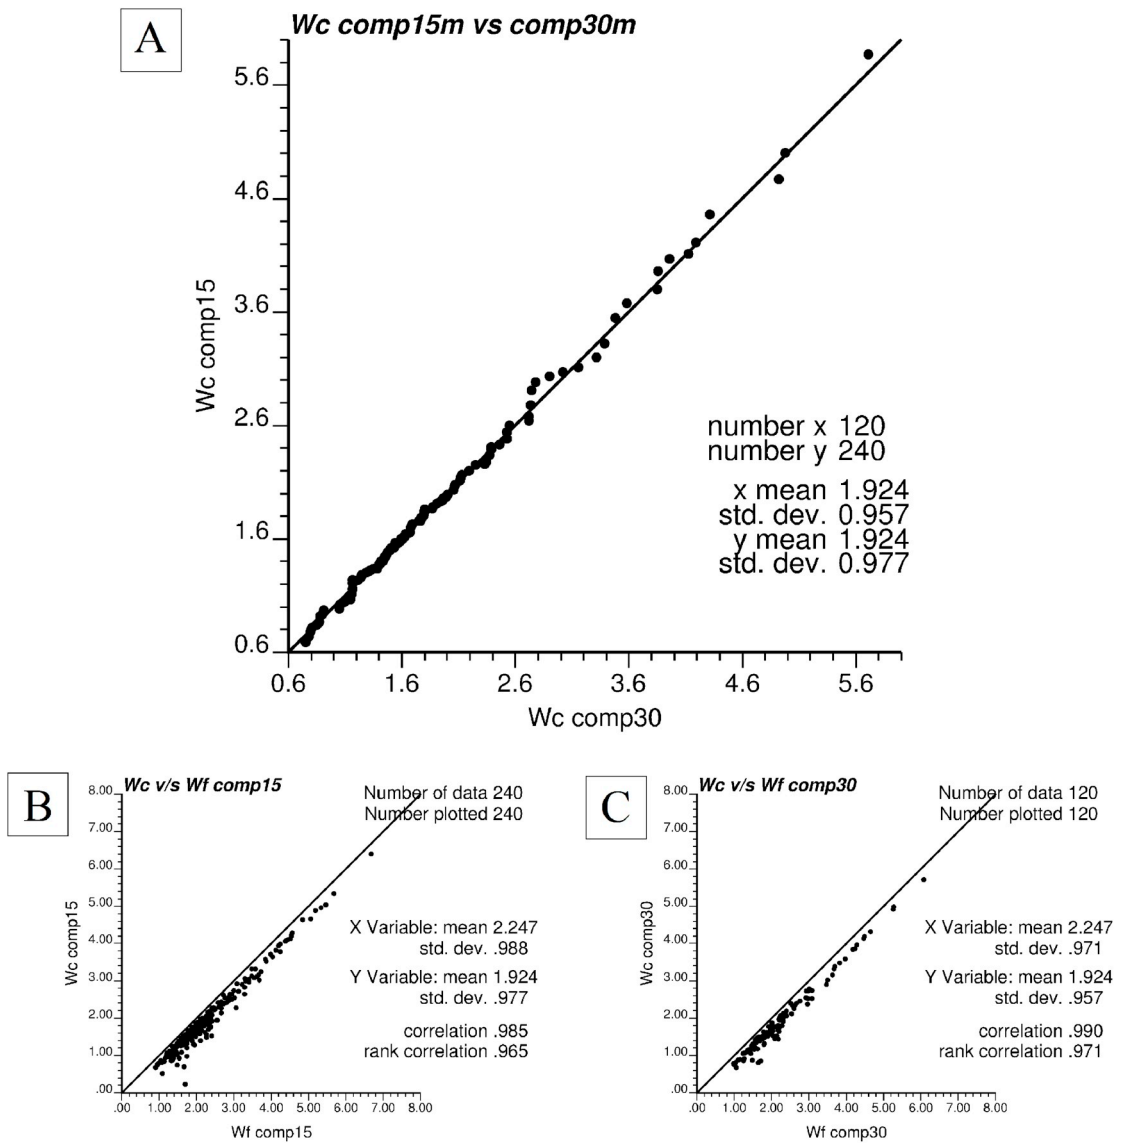 A
Wc comp15m vs comp30m
5.6
4.6
3.6
2.6
1.6
0.6
Wc comp15
number x 120
number y 240
x mean 1.924
std. dev. 0.957
y mean 1.924
std. dev. 0.977
0.6 1.6 2.6 3.6 4.6 5.6
Wc comp30
B
Wc v/s Wf comp15
8.00
7.00
6.00
5.00
4.00
3.00
2.00
1.00
.00
Wc comp15
Number of data 240
Number plotted 240
X Variable: mean 2.247
std. dev. .988
Y Variable: mean 1.924
std. dev. .977
correlation .985
rank correlation .965
.00 1.00 2.00 3.00 4.00 5.00 6.00 7.00 8.00
Wf comp15
C
Wc v/s Wf comp30
8.00
7.00
6.00
5.00
4.00
3.00
2.00
1.00
.00
Wc comp30
Number of data 120
Number plotted 120
X Variable: mean 2.247
std. dev. .971
Y Variable: mean 1.924
std. dev. .957
correlation .990
rank correlation .971
.00 1.00 2.00 3.00 4.00 5.00 6.00 7.00 8.00
Wf comp30